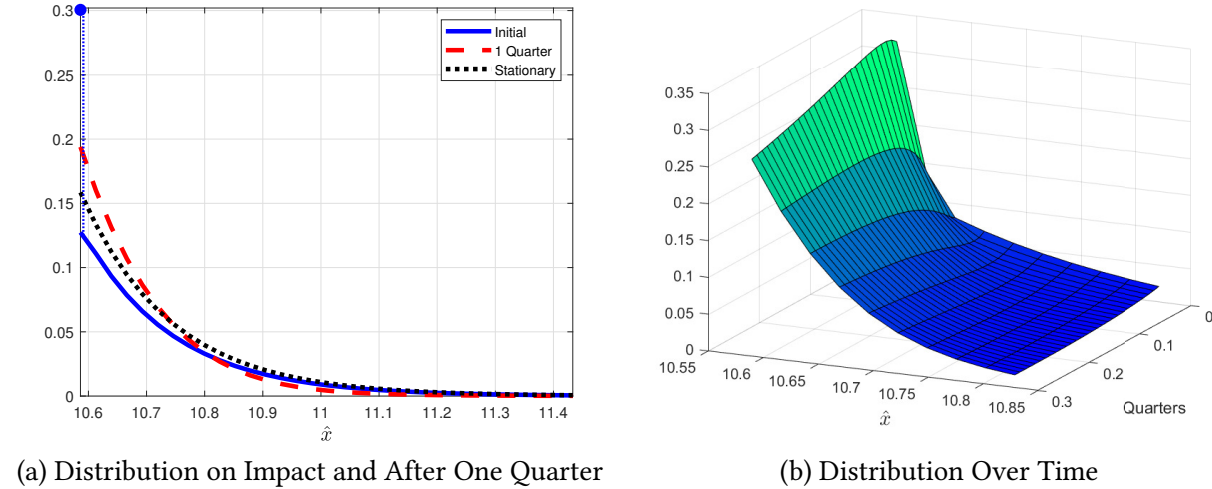 0.3
0.25
0.2
0.15
0.1
0.05
0
10.6 10.7 10.8 10.9 11 11.1 11.2 11.3 11.4
x̂
Initial
1 Quarter
Stationary
(a) Distribution on Impact and After One Quarter
0.35
0.3
0.25
0.2
0.15
0.1
0.05
0
10.55 10.6 10.65 10.7 10.75 10.8 10.85
x̂
0.3 0.2 0.1 0
Quarters
(b) Distribution Over Time